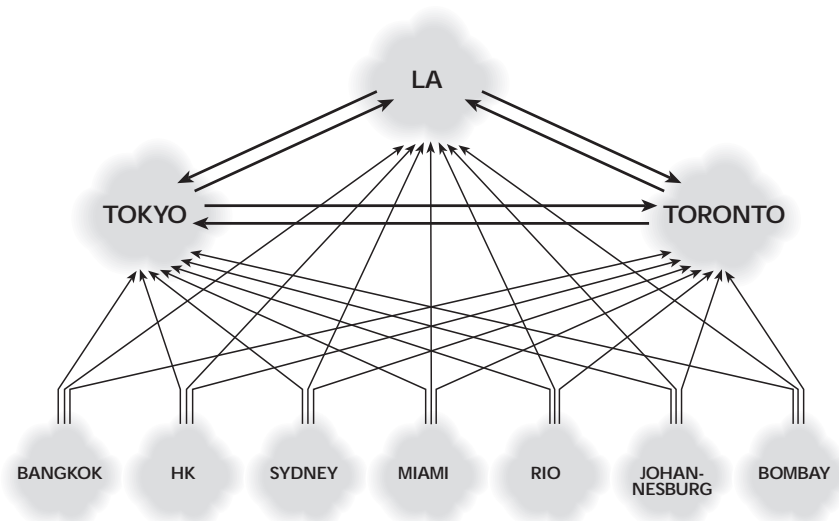 LA
TOKYO
TORONTO
BANGKOK
HK
SYDNEY
MIAMI
RIO
JOHAN-
NESBURG
BOMBAY